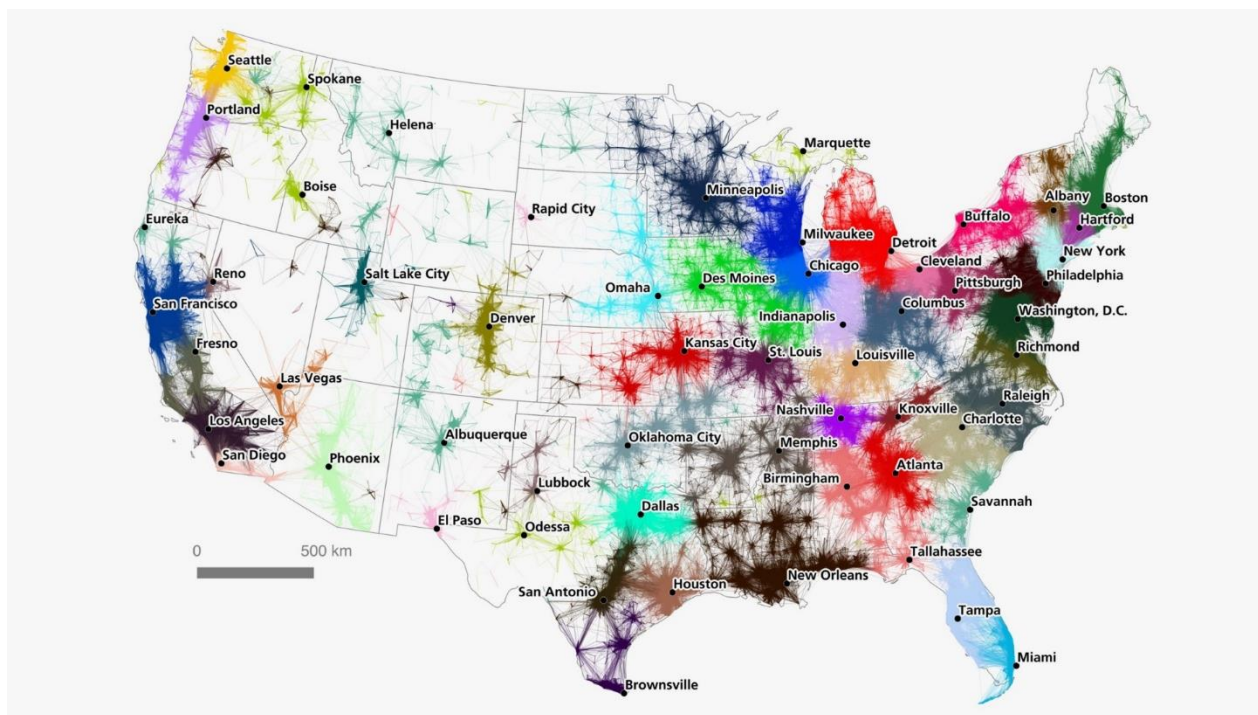 Seattle
Spokane
Portland
Helena
Marquette
Boise
Minneapolis
Albany
Boston
Rapid City
Buffalo
Hartford
Eureka
Milwaukee
Detroit
New York
Reno
Salt Lake City
Chicago
Cleveland
Des Moines
Pittsburgh
Philadelphia
San Francisco
Omaha
Columbus
Denver
Indianapolis
Washington, D.C.
Fresno
Kansas City
St. Louis
Louisville
Richmond
Las Vegas
Raleigh
Los Angeles
Nashville
Knoxville
Charlotte
Albuquerque
Oklahoma City
Memphis
San Diego
Phoenix
Atlanta
Lubbock
Birmingham
Dallas
Savannah
El Paso
Odessa
0 500 km
Tallahassee
New Orleans
Houston
San Antonio
Tampa
Miami
Brownsville